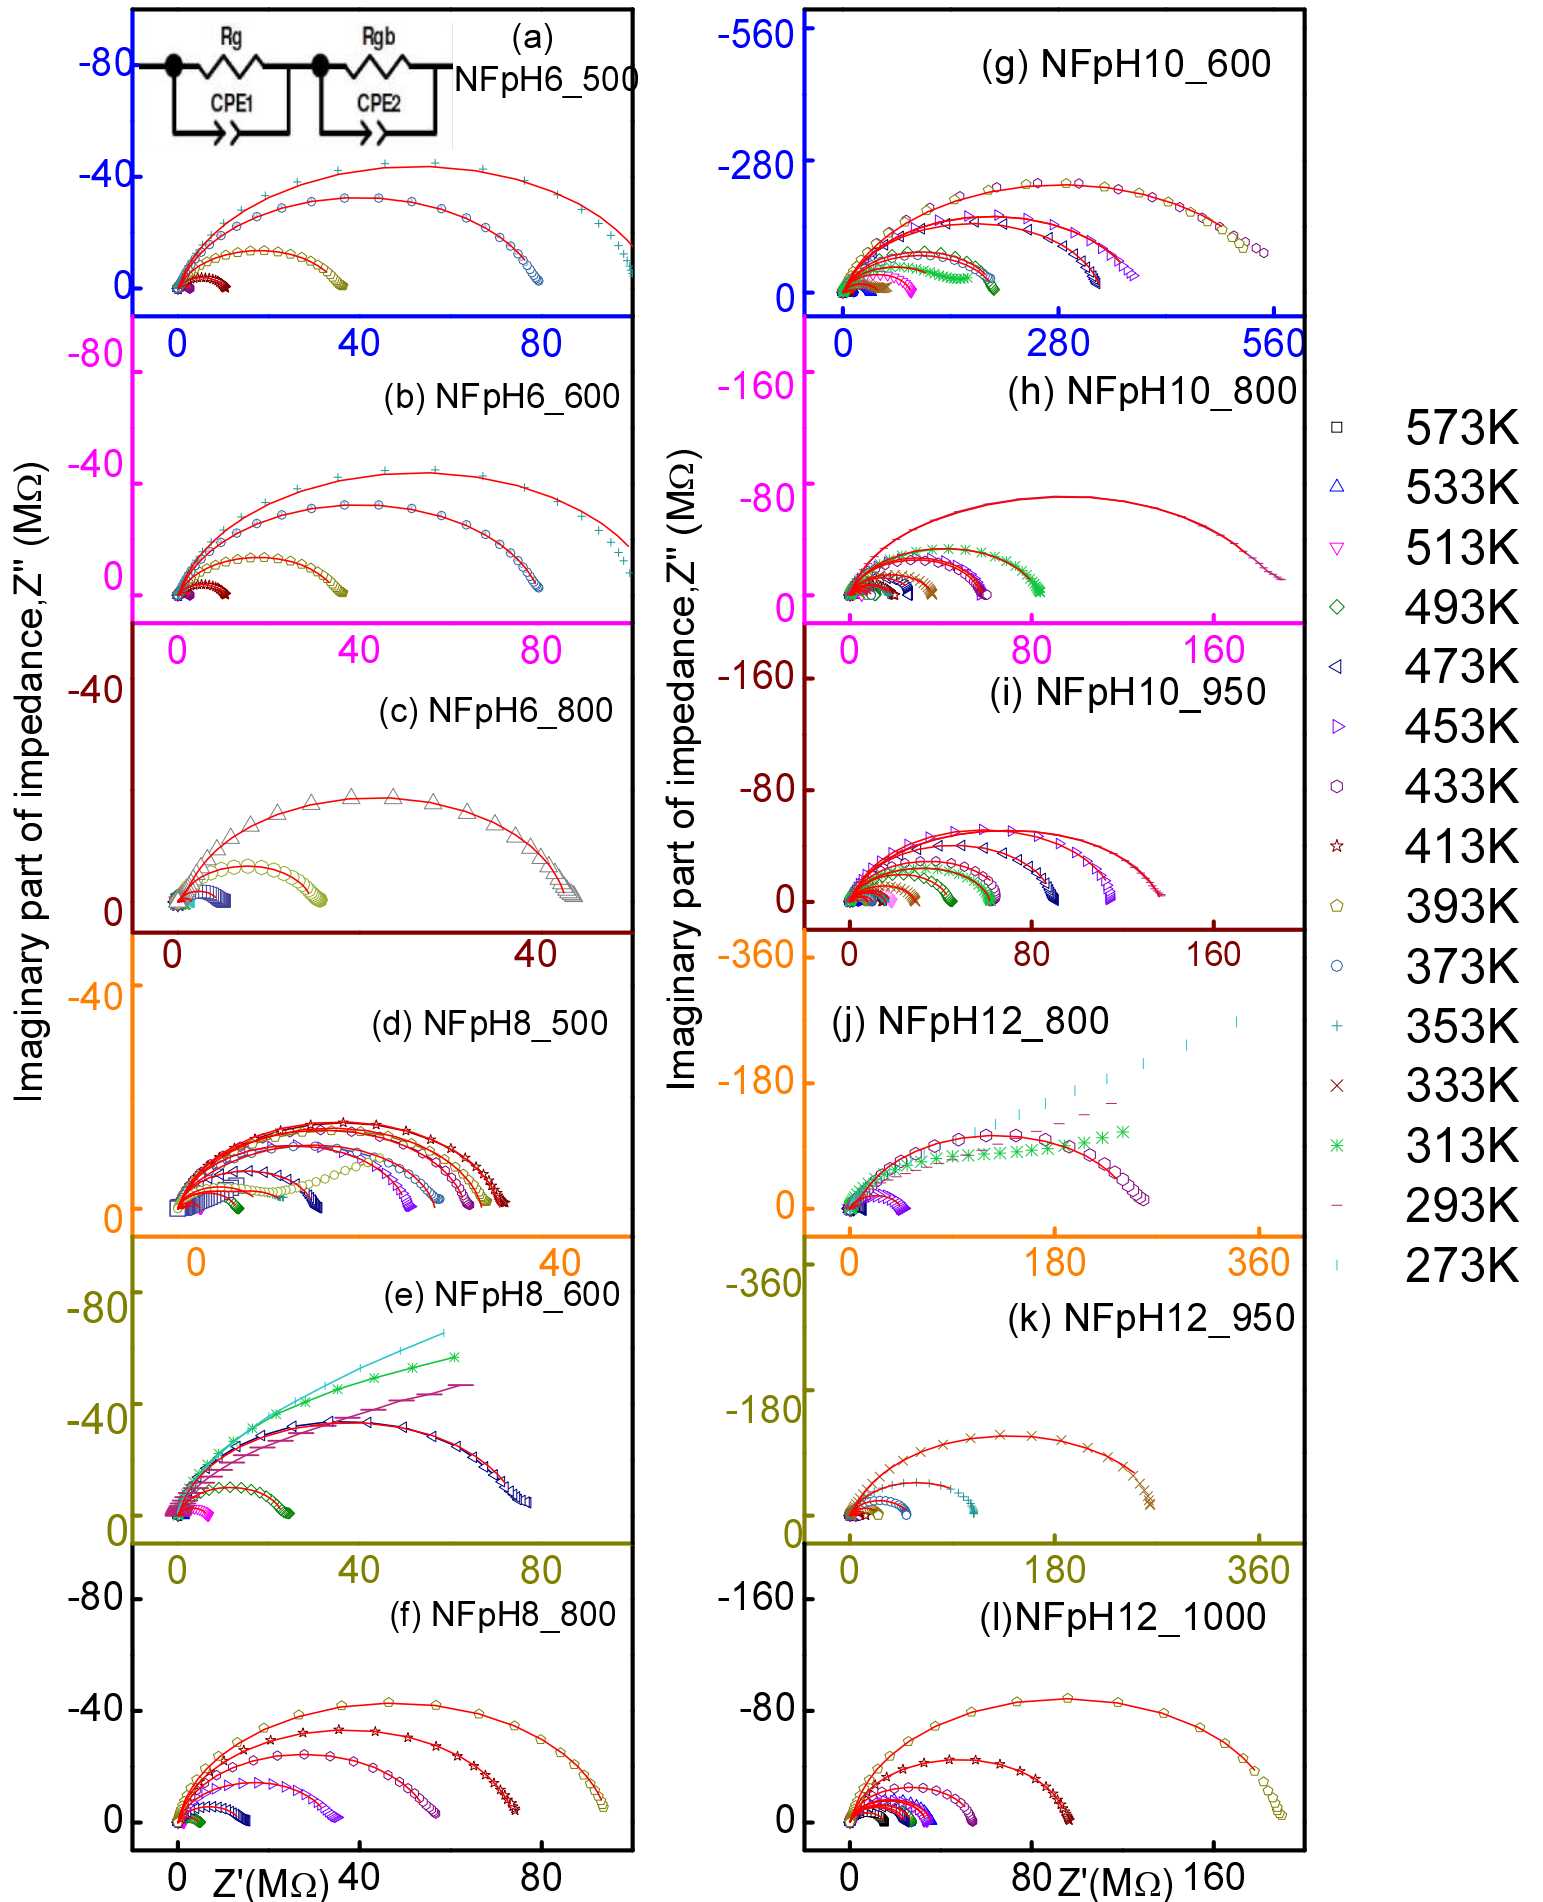 Rg
Rgb
CPE1
CPE2
(a)
NFpH6_500
-80
-40
0
0
40
80
(b) NFpH6_600
-80
-40
0
0
40
80
(c) NFpH6_800
-40
0
0
40
(d) NFpH8_500
-40
0
0
40
(e) NFpH8_600
-80
-40
0
0
40
80
(f) NFpH8_800
-80
-40
0
0
40
80
Z'(MΩ)
Imaginary part of impedance,Z" (MΩ)
(g) NFpH10_600
-560
-280
0
0
280
560
(h) NFpH10_800
-160
-80
0
0
80
160
(i) NFpH10_950
-160
-80
0
0
80
160
(j) NFpH12_800
-360
-180
0
0
180
360
(k) NFpH12_950
-360
-180
0
0
180
360
(l)NFpH12_1000
-160
-80
0
0
80
160
Z'(MΩ)
Imaginary part of impedance,Z" (MΩ)
573K
533K
513K
493K
473K
453K
433K
413K
393K
373K
353K
333K
313K
293K
273K